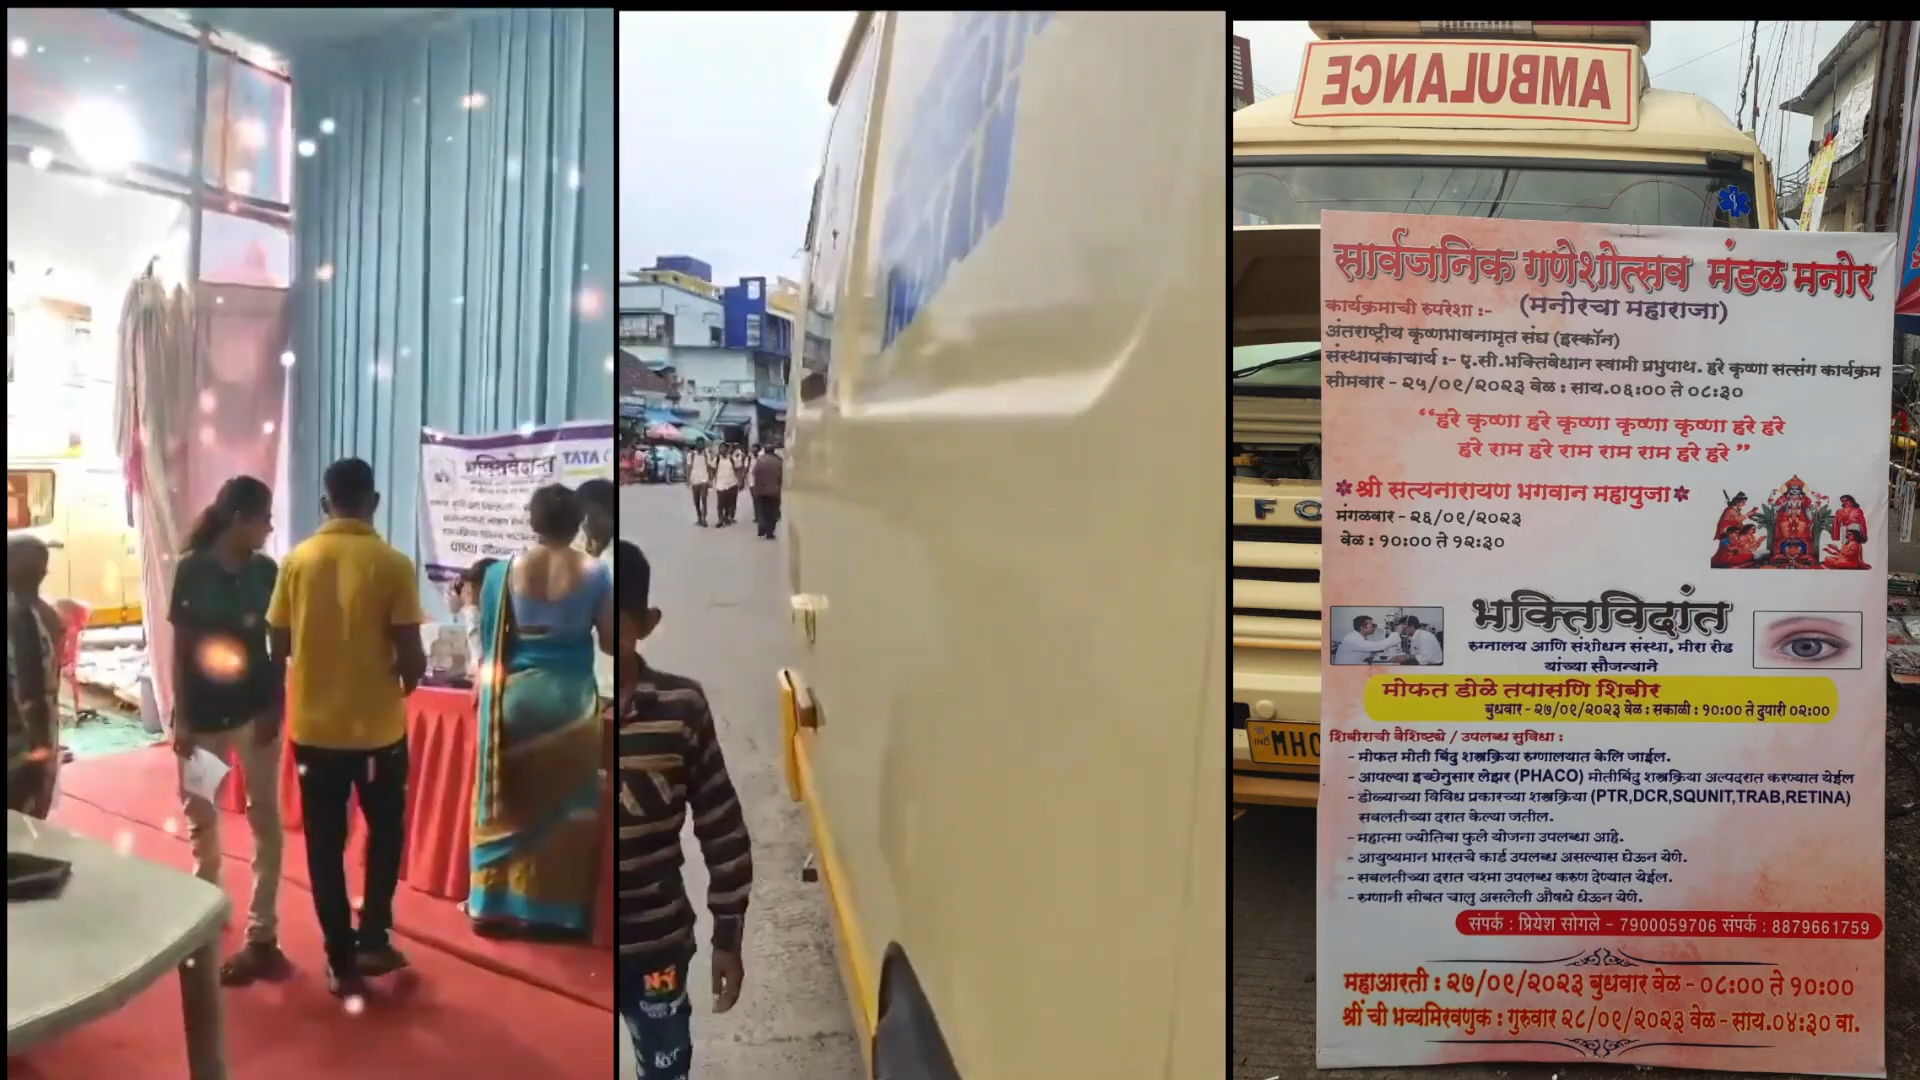 भक्तिवेदांत
TATA
AMBULANCE
सार्वजनिक गणेशोत्सव मंडळ मनोर
कार्यक्रमाची रुपरेशा :- (मनोरचा महाराजा)
अंतराष्ट्रीय कृष्णभावनामृत संघ (इस्कॉन)
संस्थापकाचार्य :- ए.सी.भक्तिवेधान स्वामी प्रभुपाथ. हरे कृष्णा सत्संग कार्यक्रम
सोमवार - २५/०९/२०२३ वेळ : साय.०६:०० ते ०८:३०
“हरे कृष्णा हरे कृष्णा कृष्णा कृष्णा हरे हरे
हरे राम हरे राम राम राम हरे हरे ”
श्री सत्यनारायण भगवान महापुजा
मंगळवार - २६/०९/२०२३
वेळ : १०:०० ते १२:३०
भक्तिविदांत
रुग्नालय आणि संशोधन संस्था, मीरा रोड
यांच्या सौजन्याने
मोफत डोळे तपासणि शिबीर
बुधवार - २७/०९/२०२३ वेळ : सकाळी : १०:०० ते दुपारी ०२:००
शिबीराची वैशिष्ट्ये / उपलब्ध सुविधा :
- मोफत मोती बिंदु शस्त्रक्रिया रुग्णालयात केलि जाईल.
- आपल्या इच्छेनुसार लेझर (PHACO) मोतीबिंदु शस्त्रक्रिया अल्पदरात करण्यात येईल
- डोळ्याच्या विविध प्रकारच्या शस्त्रक्रिया (PTR,DCR,SQUNIT,TRAB,RETINA)
सवलतीच्या दरात केल्या जतील.
- महात्मा ज्योतिबा फुले योजना उपलब्धा आहे.
- आयुष्यमान भारतचे कार्ड उपलब्ध असल्यास घेऊन येणे.
- सवलतीच्या दरात चश्मा उपलब्ध करुण देण्यात येईल.
- रुग्णानी सोबत चालु असलेली औषधे धेऊन येणे.
संपर्क : प्रियेश सोगले - 7900059706 संपर्क : 8879661759
महाआरती : २७/०९/२०२३ बुधवार वेळ - ०८:०० ते १०:००
श्रीं ची भव्यमिरवणुक : गुरुवार २८/०९/२०२३ वेळ - साय.०४:३० वा.
FO
IND MH0